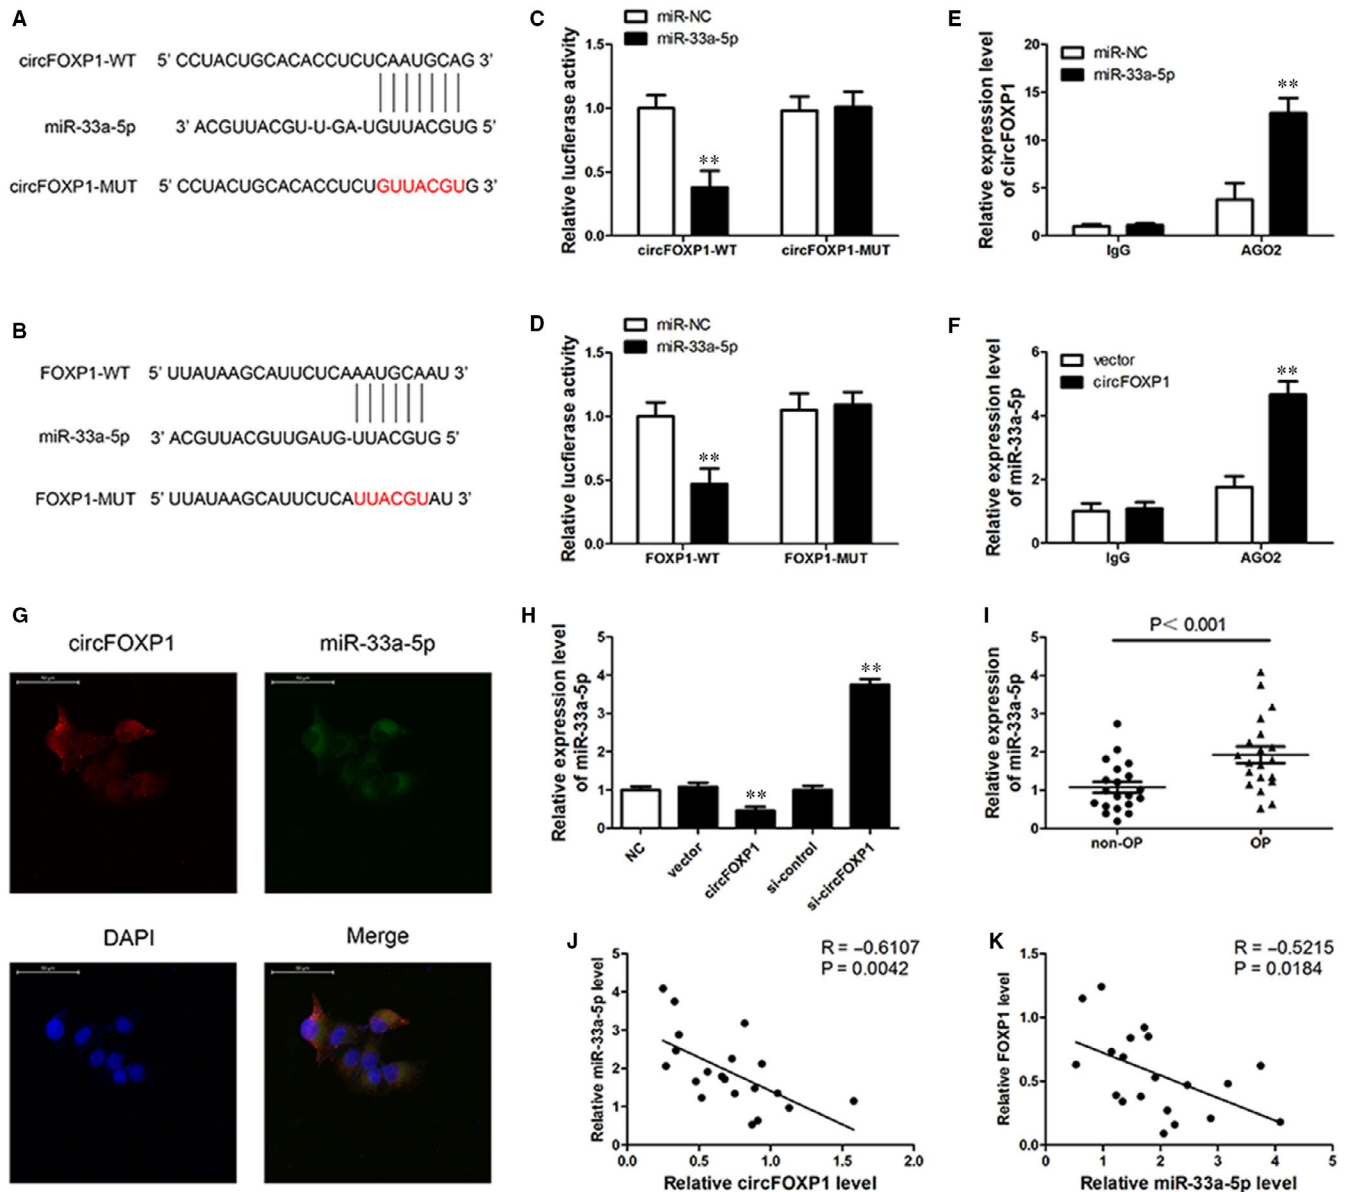 A
circFOXP1-WT 5' CCUACUGCACACCUCUCAAUGCAG 3'
miR-33a-5p 3' ACGUUACGU-U-GA-UGUUACGUG 5'
circFOXP1-MUT 5' CCUACUGCACACCUCUGUUACGUG 3'
B
FOXP1-WT 5' UUAUAAGCAUUCUCAAAUGCAAU 3'
miR-33a-5p 3' ACGUUACGUUGAUG-UUACGUG 5'
FOXP1-MUT 5' UUAUAAGCAUUCUCAUUACGUAU 3'
C
miR-NC
miR-33a-5p
Relative lucfierase activity
1.5
1.0
0.5
0.0
**
circFOXP1-WT circFOXP1-MUT
D
miR-NC
miR-33a-5p
Relative lucfierase activity
1.5
1.0
0.5
0.0
**
FOXP1-WT FOXP1-MUT
E
miR-NC
miR-33a-5p
Relative expression level
of circFOXP1
20
15
10
5
0
**
IgG AGO2
F
vector
circFOXP1
Relative expression level
of miR-33a-5p
6
4
2
0
**
IgG AGO2
G
circFOXP1 miR-33a-5p
50 μm 50 μm
DAPI Merge
50 μm 50 μm
H
Relative expression level
of miR-33a-5p
5
4
3
2
1
0
** **
NC vector circFOXP1 si-control si-circFOXP1
I
P< 0.001
Relative expression
of miR-33a-5p
5
4
3
2
1
0
non-OP OP
J
R = −0.6107
P = 0.0042
Relative miR-33a-5p level
5
4
3
2
1
0
0.0 0.5 1.0 1.5 2.0
Relative circFOXP1 level
K
R = −0.5215
P = 0.0184
Relative FOXP1 level
1.5
1.0
0.5
0.0
0 1 2 3 4 5
Relative miR-33a-5p level